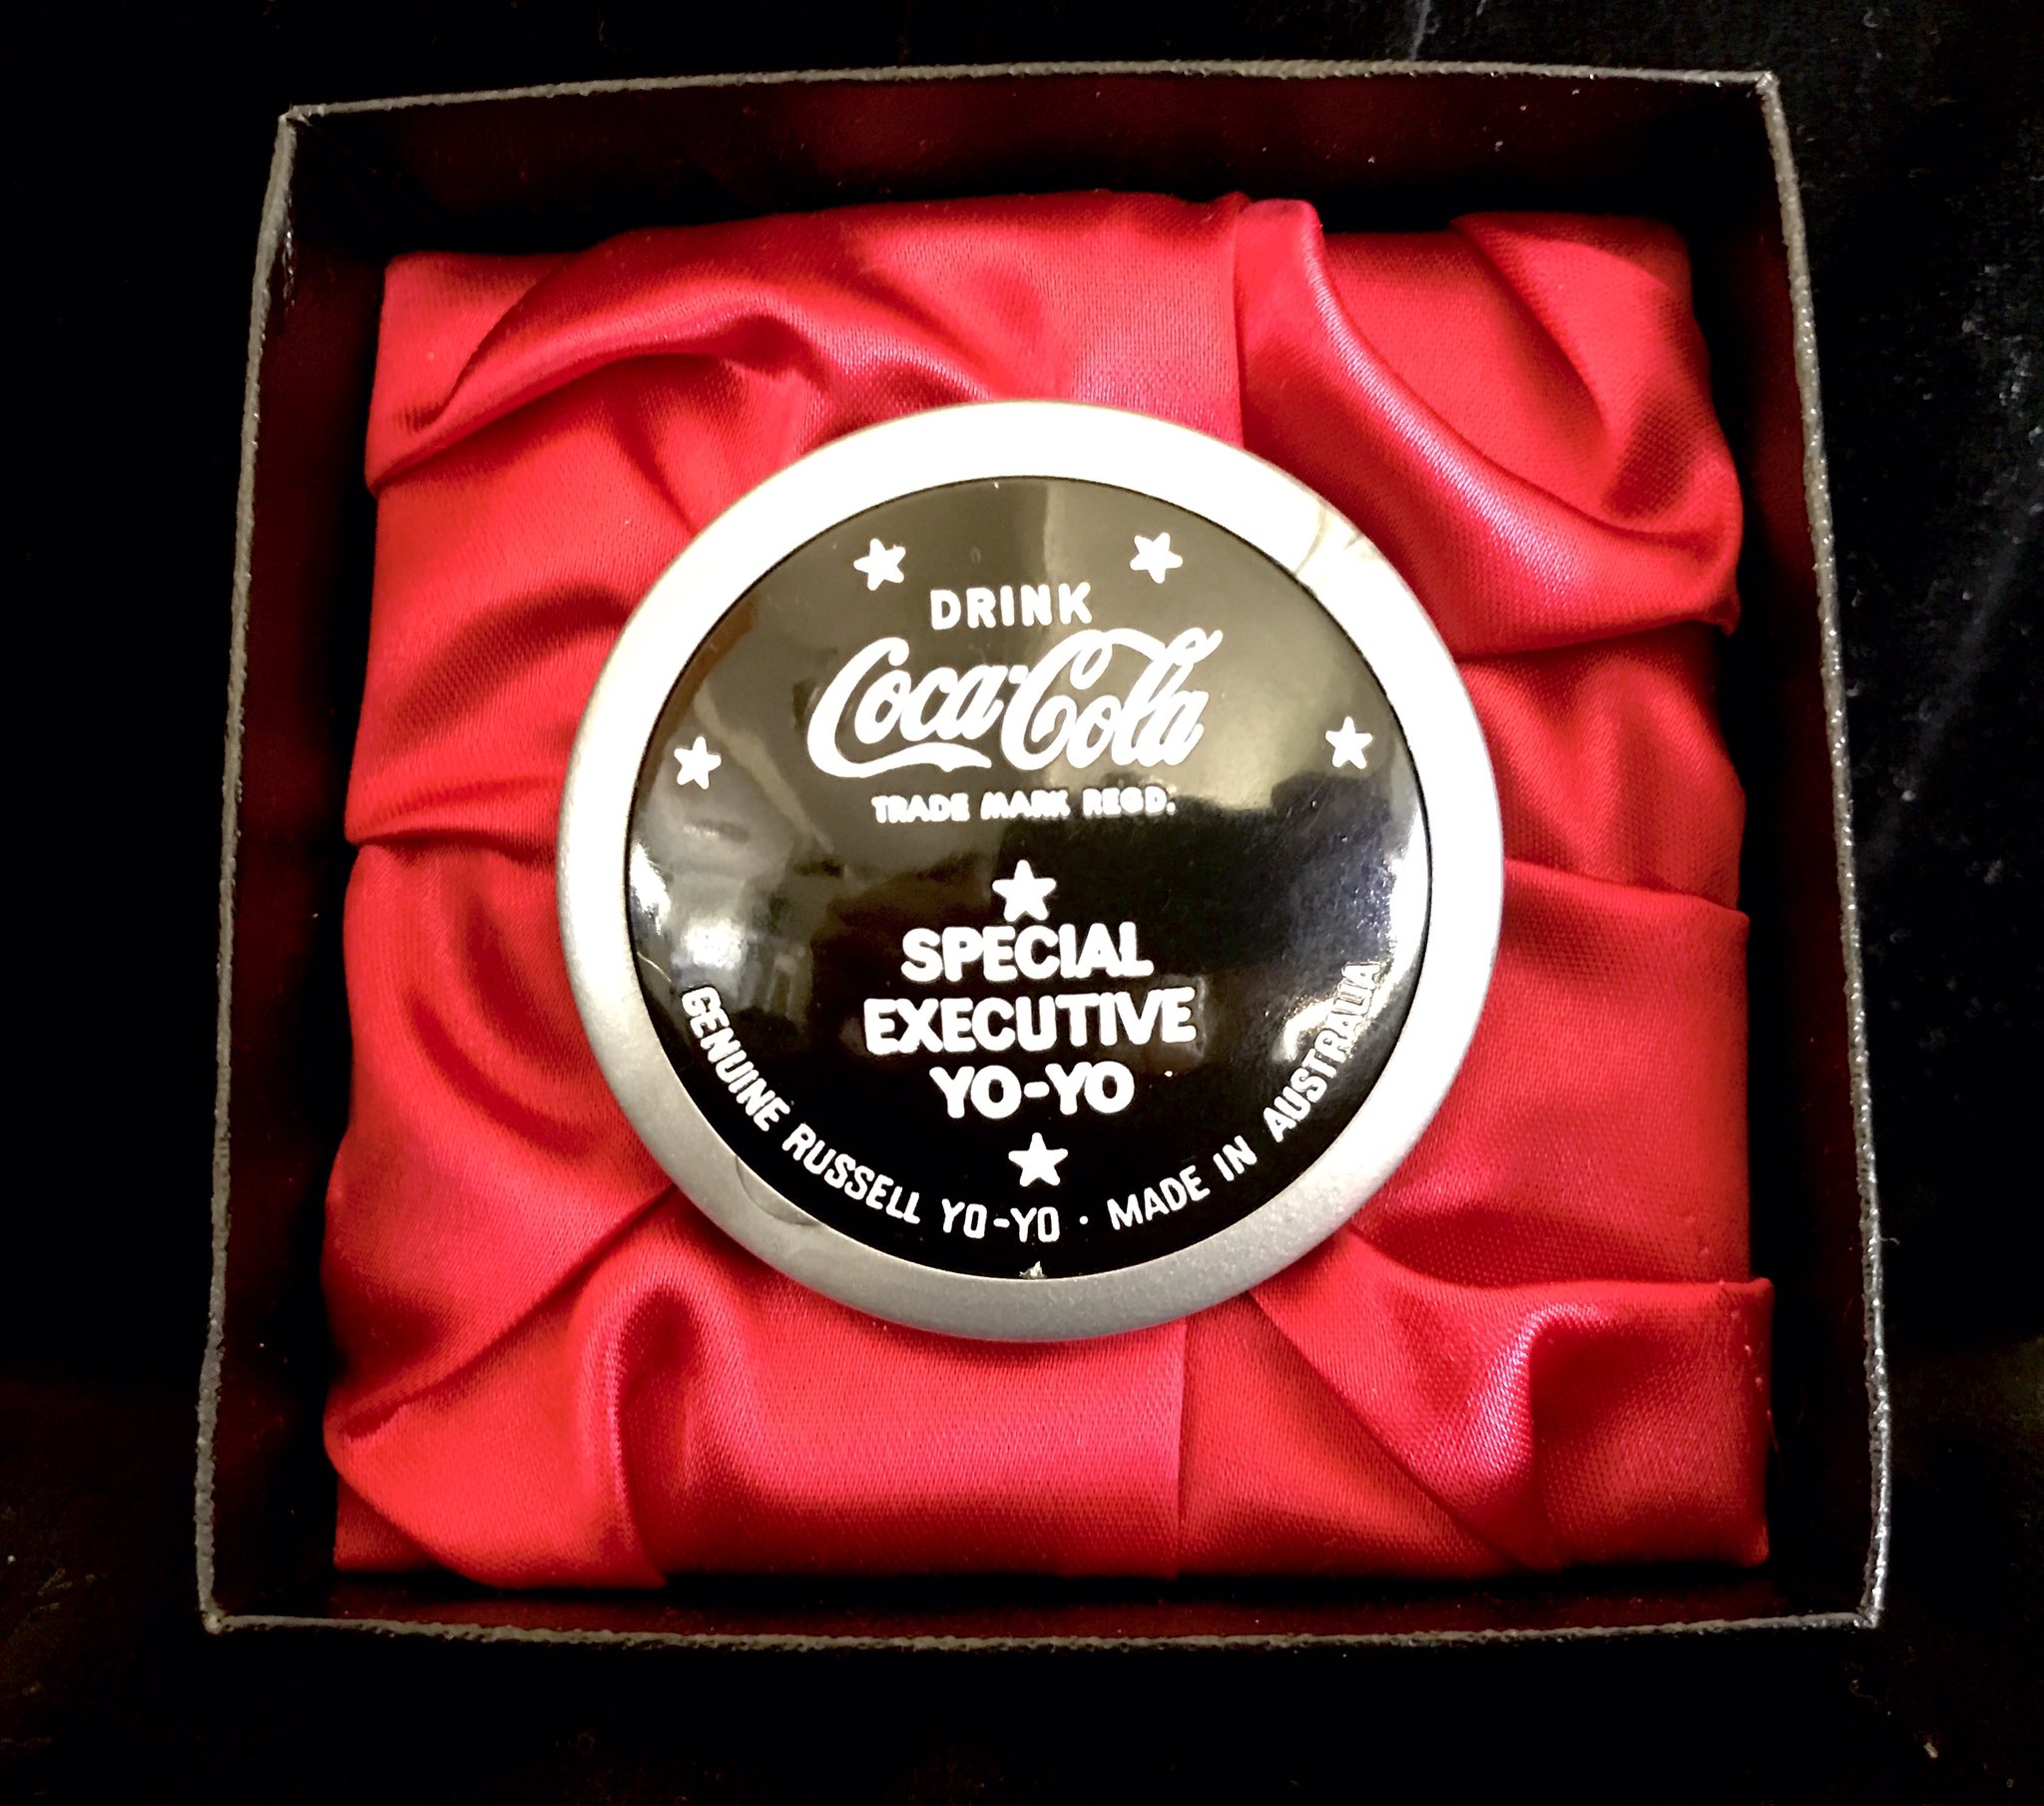 DRINK
Coca-Cola
TRADE MARK REGD.
SPECIAL
EXECUTIVE
YO-YO
GENUINE RUSSELL YO-YO · MADE IN AUSTRALIA